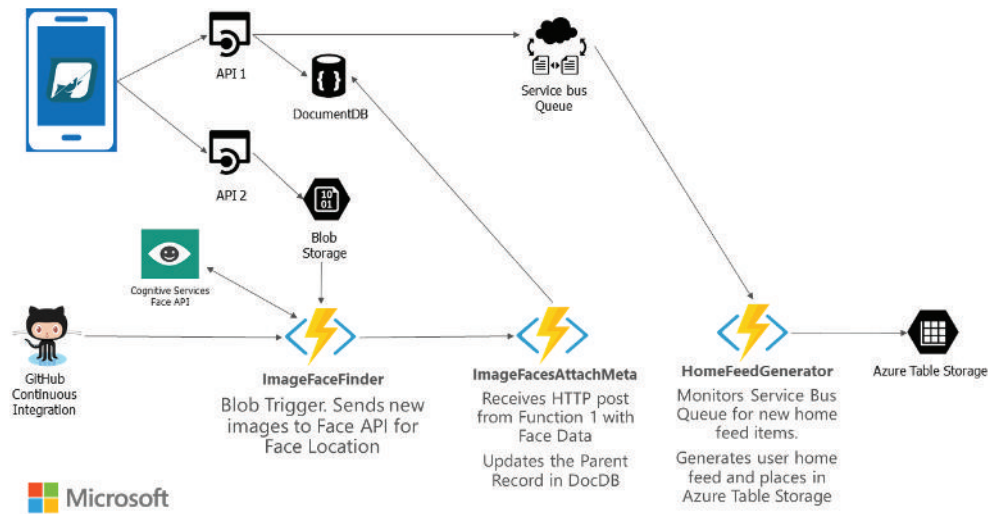 API 1
DocumentDB
Service bus
Queue
API 2
10
01
Blob
Storage
Cognitive Services
Face API
GitHub
Continuous
Integration
ImageFaceFinder
Blob Trigger. Sends new
images to Face API for
Face Location
ImageFacesAttachMeta
Receives HTTP post
from Function 1 with
Face Data
Updates the Parent
Record in DocDB
HomeFeedGenerator
Monitors Service Bus
Queue for new home
feed items.
Generates user home
feed and places in
Azure Table Storage
Azure Table Storage
Microsoft